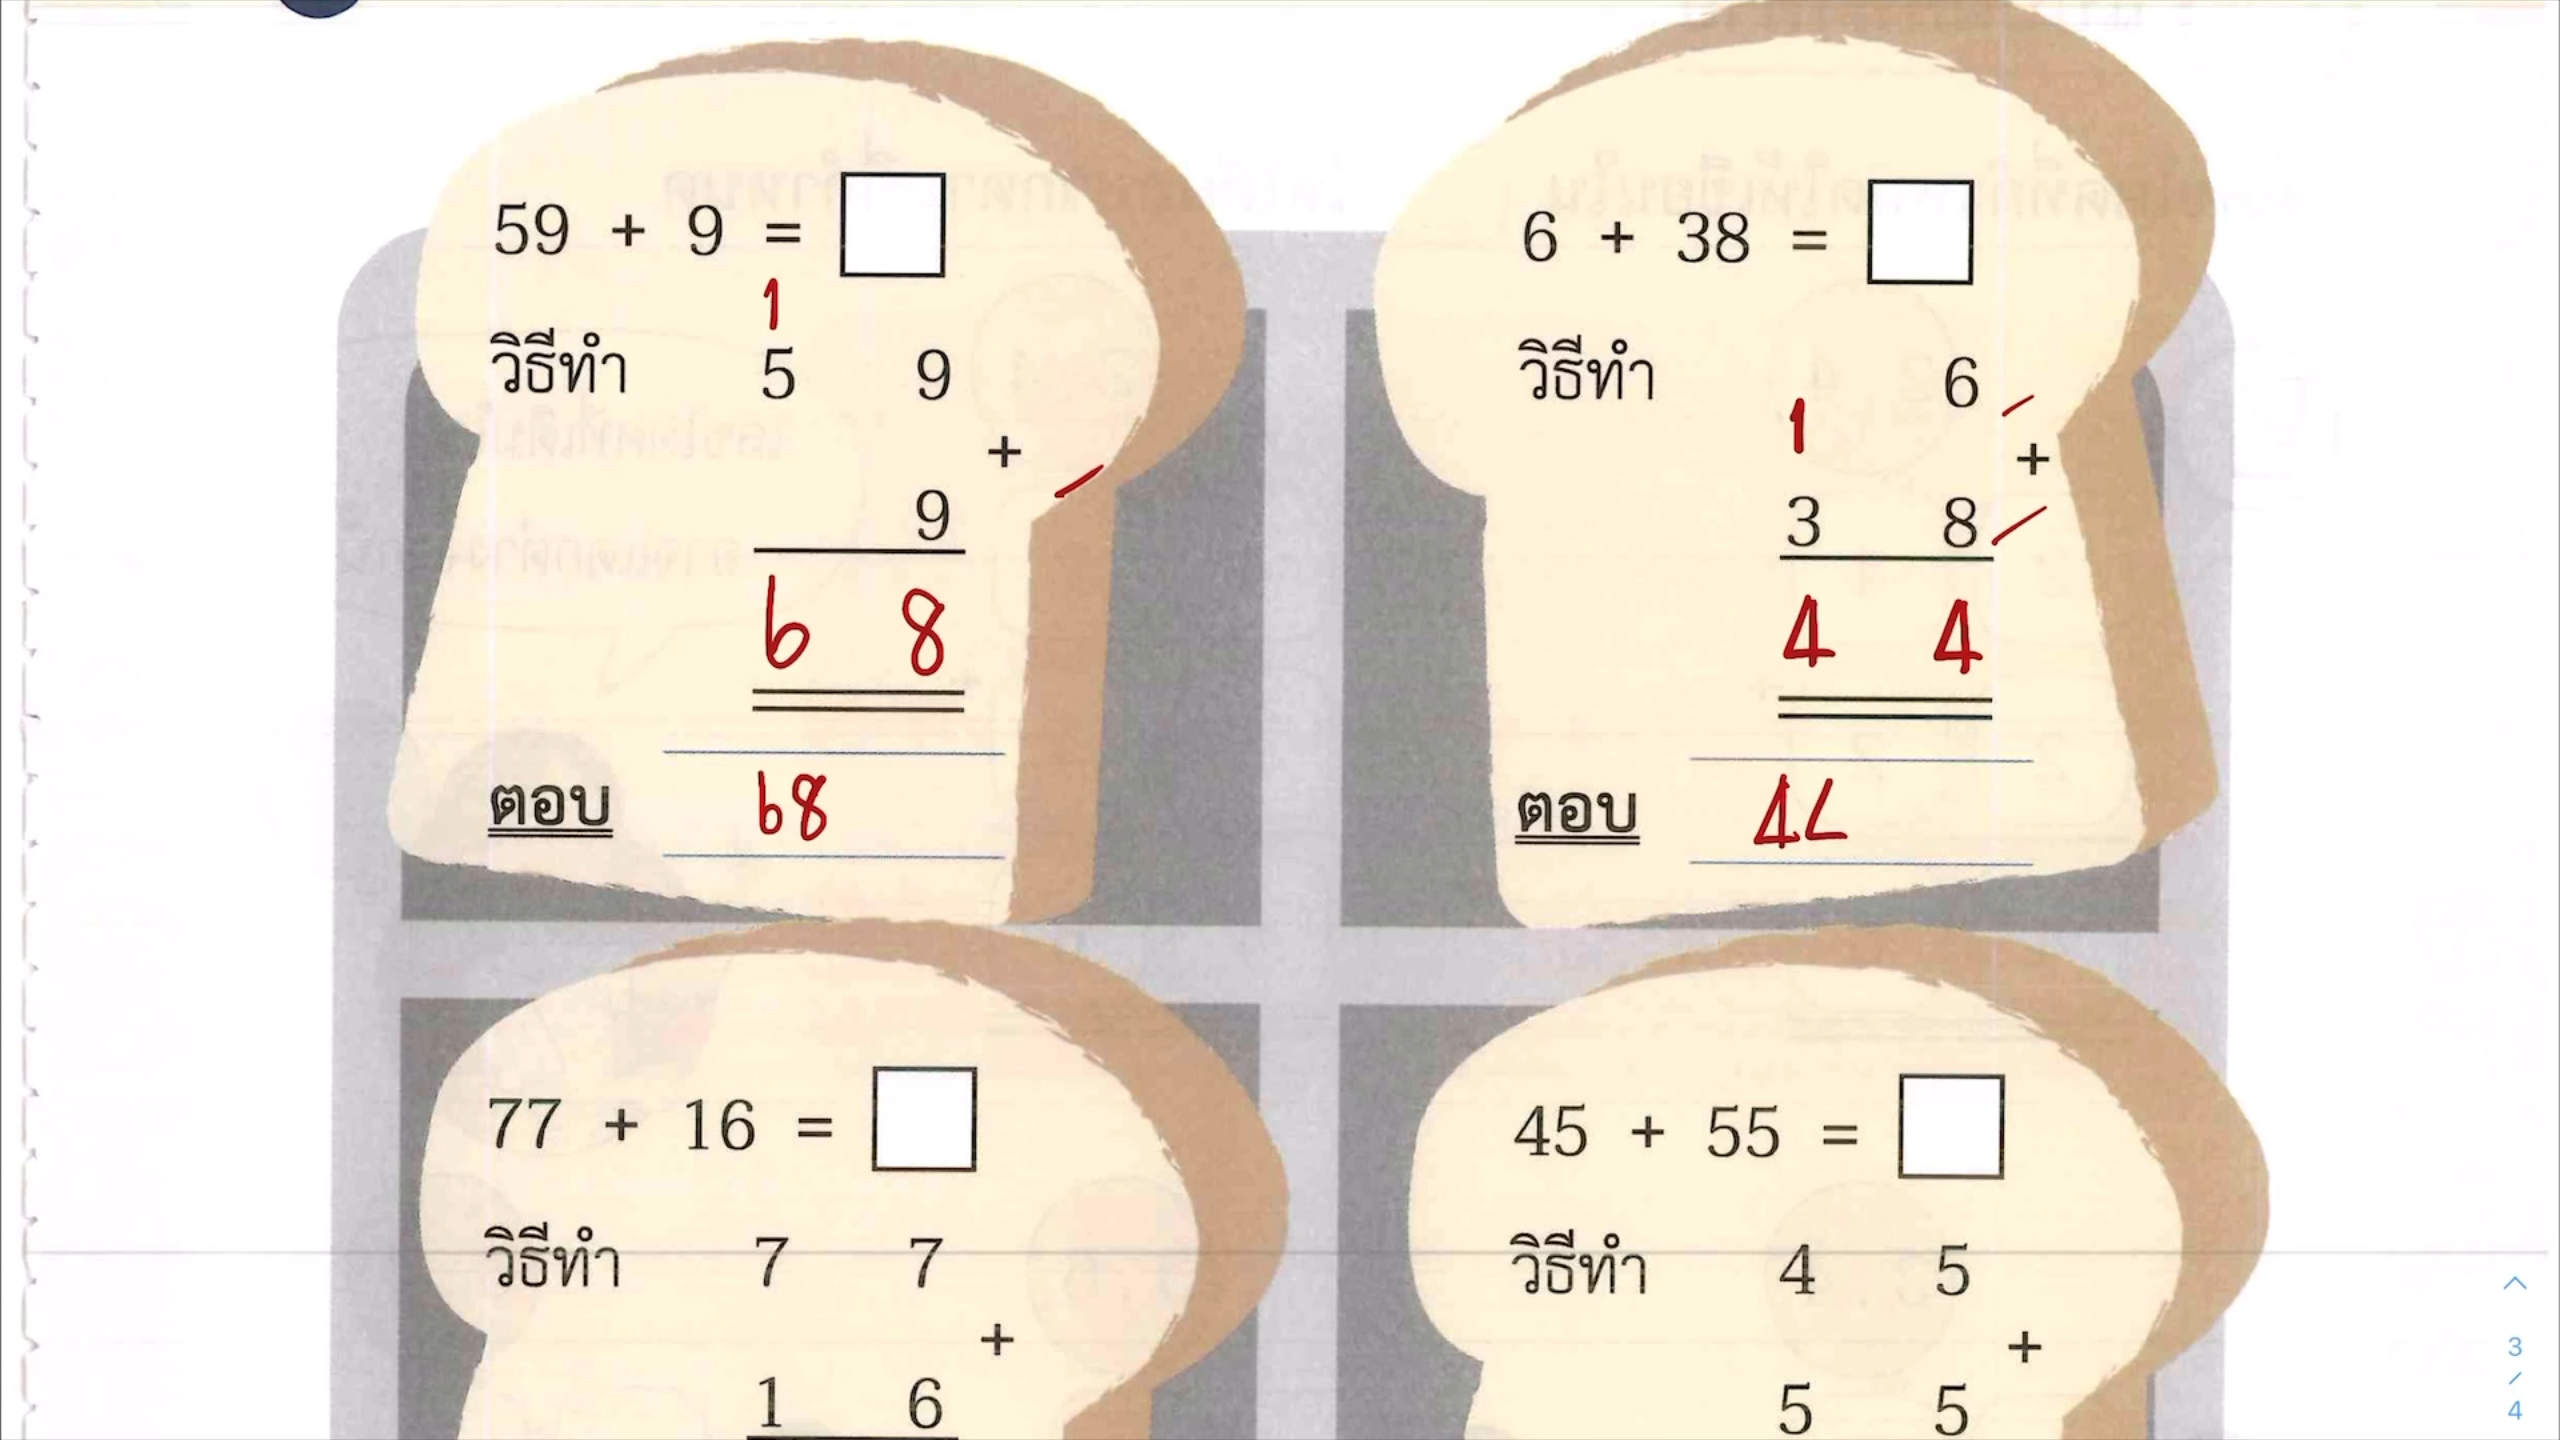 59 + 9 =
1
วิธีทำ 5 9
+
9
6 8
ตอบ 68
6 + 38 =
วิธีทำ 6
1
+
3 8
4 4
ตอบ 4
77 + 16 =
วิธีทำ 7 7
+
1 6
45 + 55 =
วิธีทำ 4 5
+
5 5
3
/
4